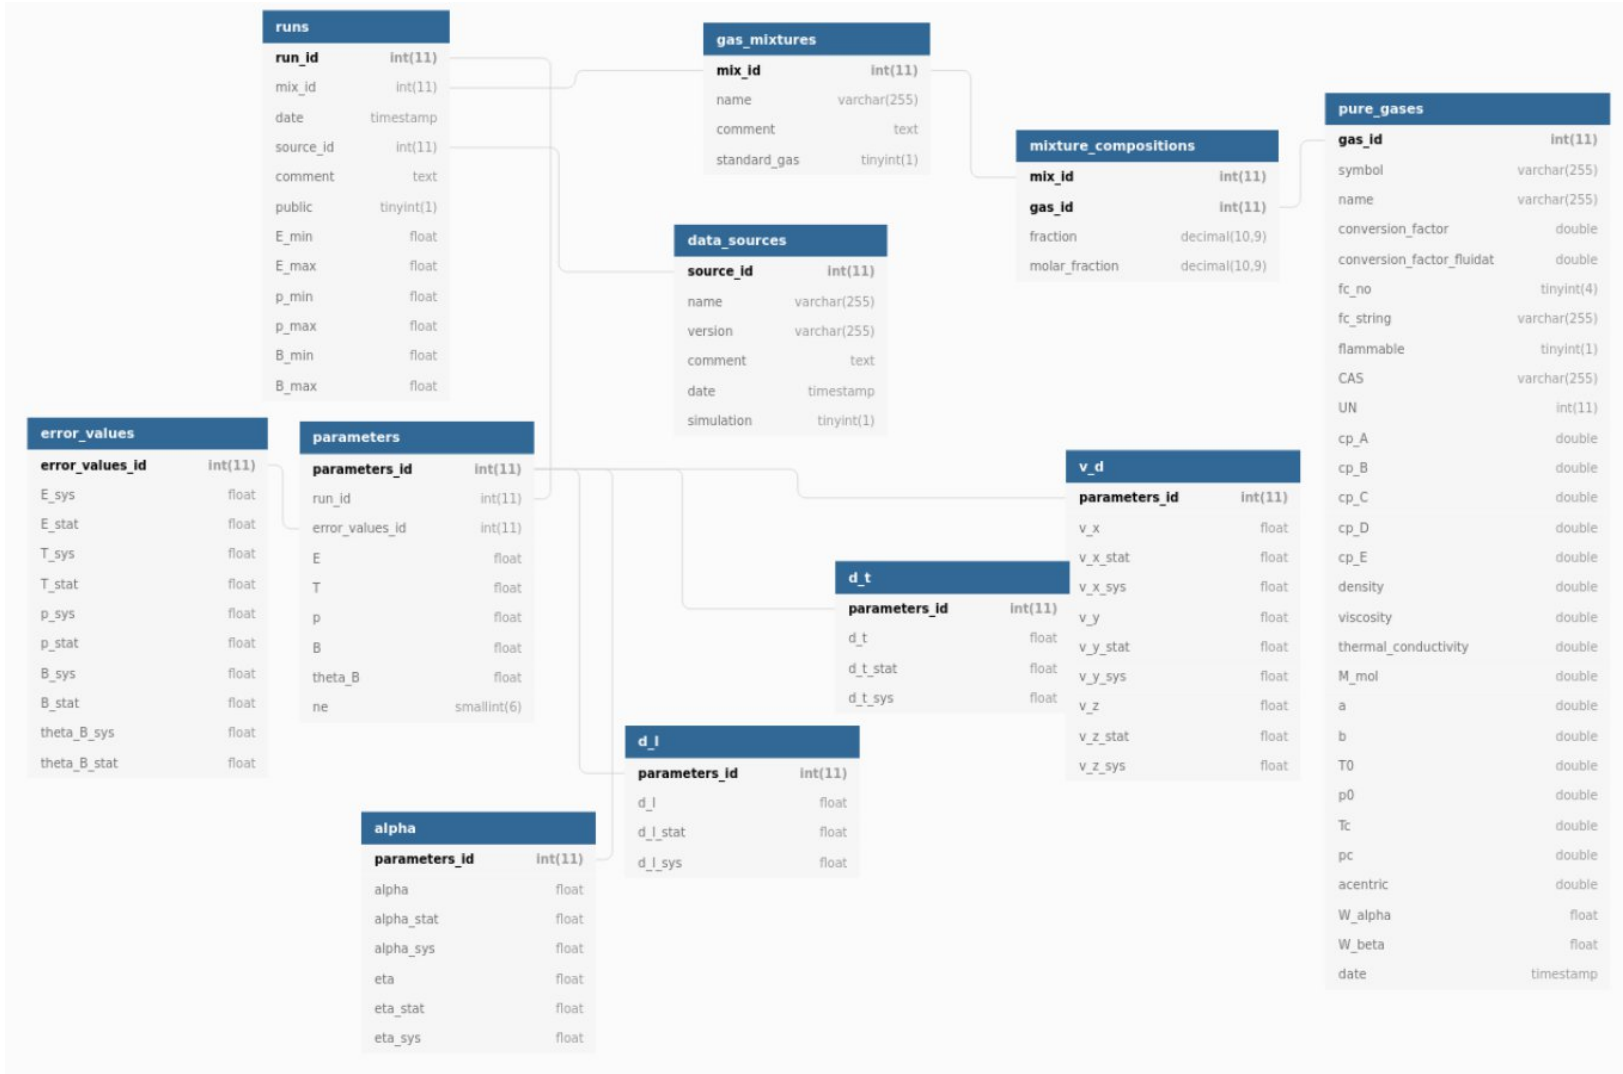 runs
run_id int(11)
mix_id int(11)
date timestamp
source_id int(11)
comment text
public tinyint(1)
E_min float
E_max float
p_min float
p_max float
B_min float
B_max float
gas_mixtures
mix_id int(11)
name varchar(255)
comment text
standard_gas tinyint(1)
mixture_compositions
mix_id int(11)
gas_id int(11)
fraction decimal(10,9)
molar_fraction decimal(10,9)
pure_gases
gas_id int(11)
symbol varchar(255)
name varchar(255)
conversion_factor double
conversion_factor_fluidat double
fc_no tinyint(4)
fc_string varchar(255)
flammable tinyint(1)
CAS varchar(255)
UN int(11)
cp_A double
cp_B double
cp_C double
cp_D double
cp_E double
density double
viscosity double
thermal_conductivity double
M_mol double
a double
b double
T0 double
p0 double
Tc double
pc double
acentric double
W_alpha float
W_beta float
date timestamp
data_sources
source_id int(11)
name varchar(255)
version varchar(255)
comment text
date timestamp
simulation tinyint(1)
error_values
error_values_id int(11)
E_sys float
E_stat float
T_sys float
T_stat float
p_sys float
p_stat float
B_sys float
B_stat float
theta_B_sys float
theta_B_stat float
parameters
parameters_id int(11)
run_id int(11)
error_values_id int(11)
E float
T float
p float
B float
theta_B float
ne smallint(6)
v_d
parameters_id int(11)
v_x float
v_x_stat float
v_x_sys float
v_y float
v_y_stat float
v_y_sys float
v_z float
v_z_stat float
v_z_sys float
d_t
parameters_id int(11)
d_t float
d_t_stat float
d_t_sys float
d_l
parameters_id int(11)
d_l float
d_l_stat float
d_l_sys float
alpha
parameters_id int(11)
alpha float
alpha_stat float
alpha_sys float
eta float
eta_stat float
eta_sys float